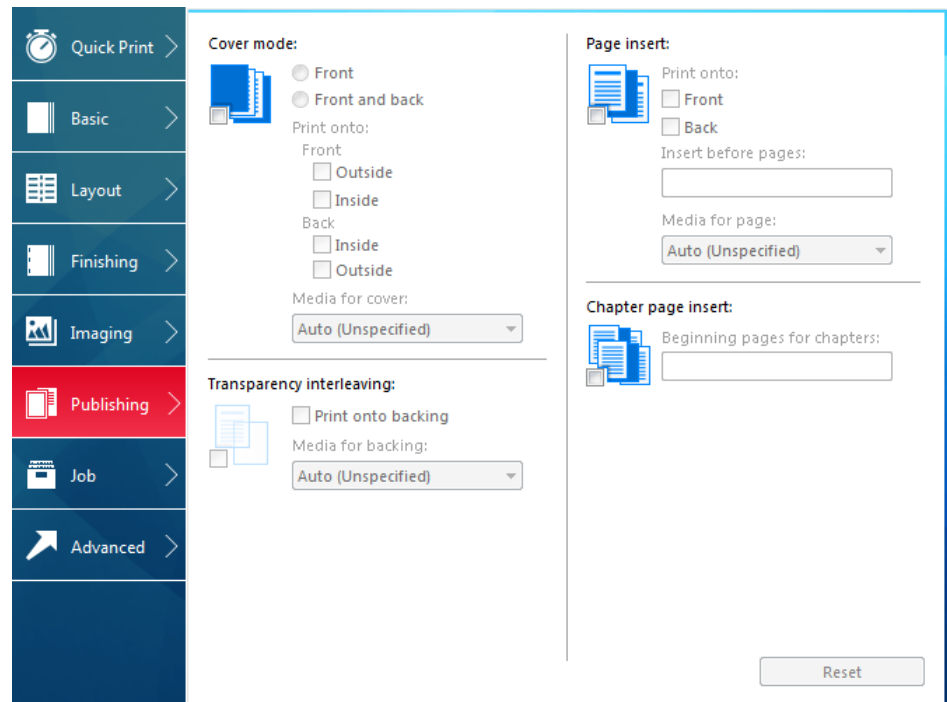 Quick Print
Basic
Layout
Finishing
Imaging
Publishing
Job
Advanced
Cover mode:
Front
Front and back
Print onto:
Front
Outside
Inside
Back
Inside
Outside
Media for cover:
Auto (Unspecified)
Transparency interleaving:
Print onto backing
Media for backing:
Auto (Unspecified)
Page insert:
Print onto:
Front
Back
Insert before pages:
Media for page:
Auto (Unspecified)
Chapter page insert:
Beginning pages for chapters:
Reset